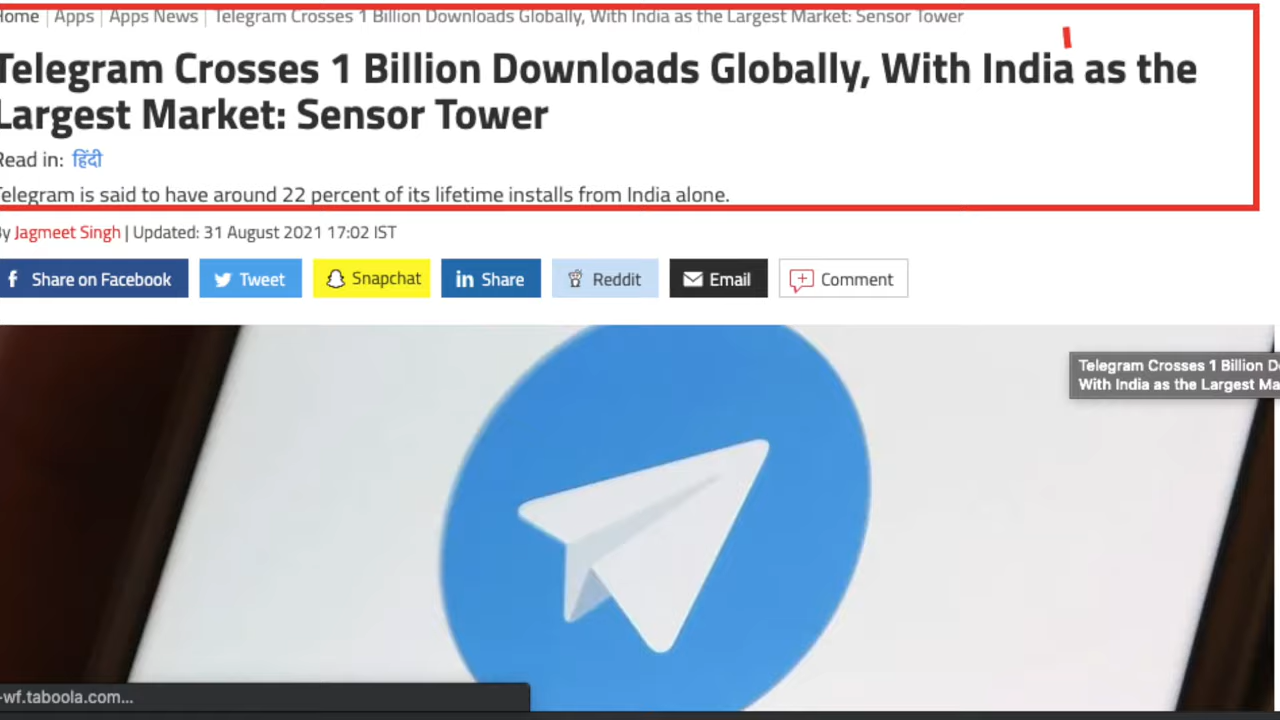 Home | Apps | Apps News | Telegram Crosses 1 Billion Downloads Globally, With India as the Largest Market: Sensor Tower
Telegram Crosses 1 Billion Downloads Globally, With India as the
Largest Market: Sensor Tower
Read in: हिंदी
Telegram is said to have around 22 percent of its lifetime installs from India alone.
By Jagmeet Singh | Updated: 31 August 2021 17:02 IST
Share on Facebook Tweet Snapchat Share Reddit Email Comment
Telegram Crosses 1 Billion D
With India as the Largest Ma
-wf.taboola.com...